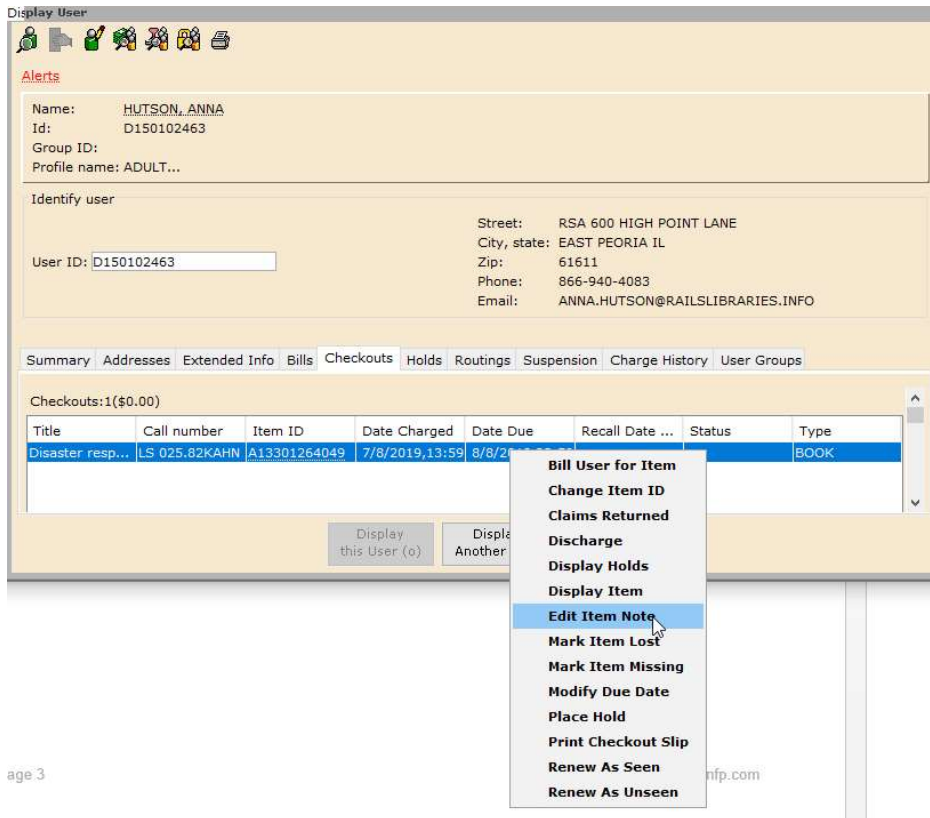 Display User
Alerts
Name: HUTSON, ANNA
Id: D150102463
Group ID:
Profile name: ADULT...
Identify user
User ID: D150102463
Street: RSA 600 HIGH POINT LANE
City, state: EAST PEORIA IL
Zip: 61611
Phone: 866-940-4083
Email: ANNA.HUTSON@RAILSLIBRARIES.INFO
Summary Addresses Extended Info Bills Checkouts Holds Routings Suspension Charge History User Groups
Checkouts:1($0.00)
Title Call number Item ID Date Charged Date Due Recall Date ... Status Type
Disaster resp... LS 025.82KAHN A13301264049 7/8/2019,13:59 8/8/2 BOOK
Display
this User (o)
Displa
Another
Bill User for Item
Change Item ID
Claims Returned
Discharge
Display Holds
Display Item
Edit Item Note
Mark Item Lost
Mark Item Missing
Modify Due Date
Place Hold
Print Checkout Slip
Renew As Seen
Renew As Unseen
age 3
nfp.com